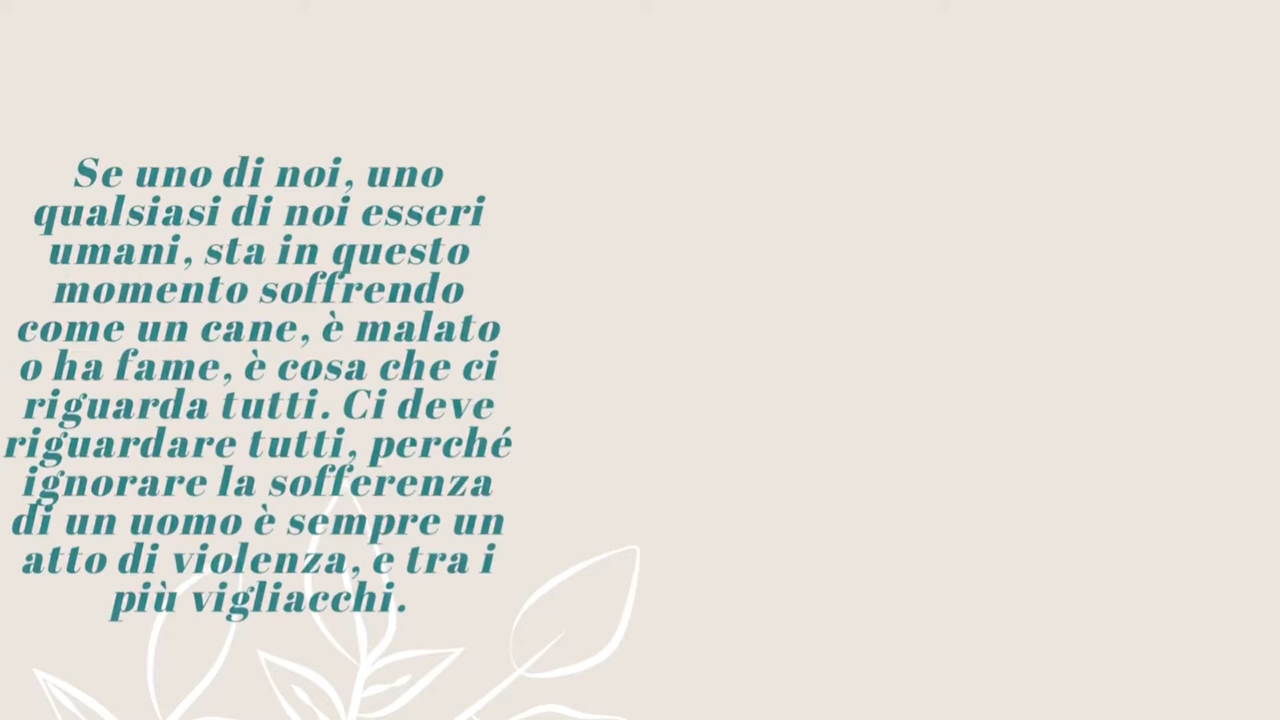 Se uno di noi, uno
qualsiasi di noi esseri
umani, sta in questo
momento soffrendo
come un cane, è malato
o ha fame, è cosa che ci
riguarda tutti. Ci deve
riguardare tutti, perché
ignorare la sofferenza
di un uomo è sempre un
atto di violenza, e tra i
più vigliacchi.